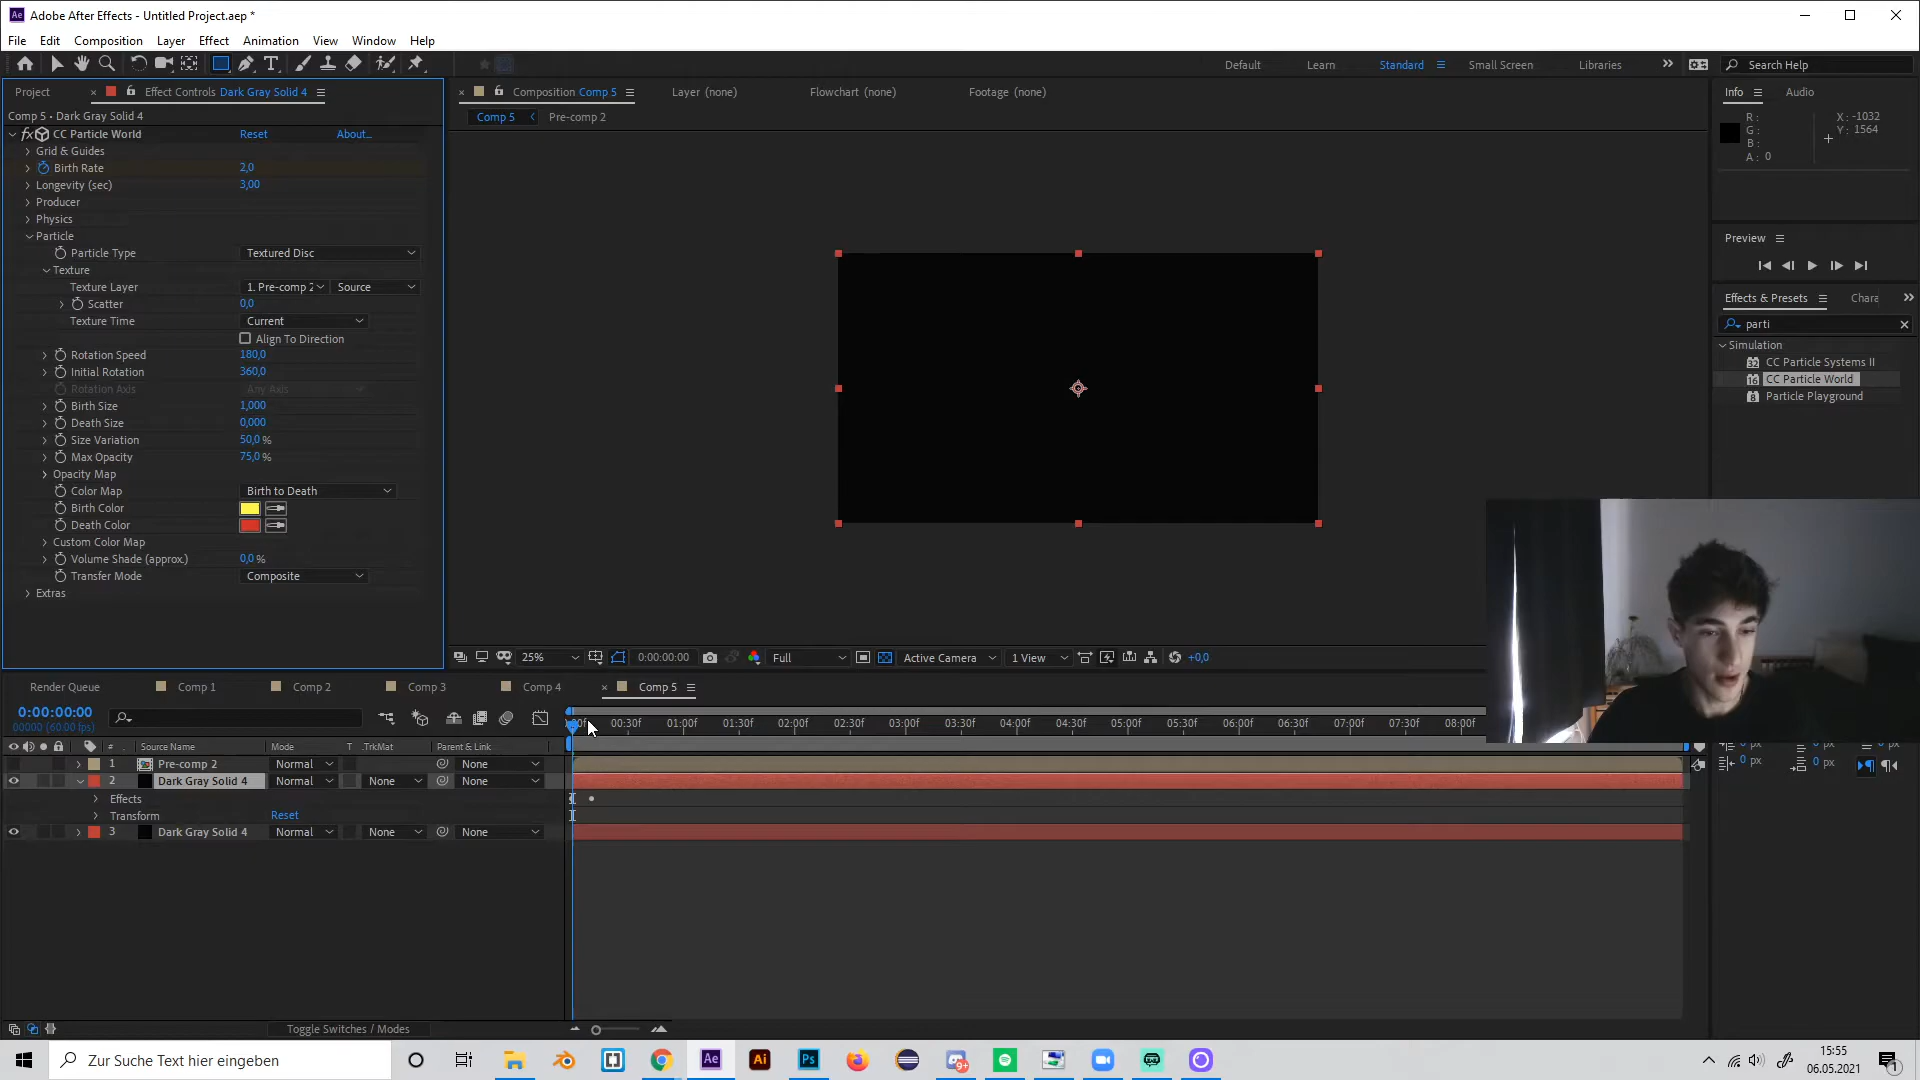 Adobe After Effects - Untitled Project.aep *
File Edit Composition Layer Effect Animation View Window Help
Default Learn Standard Small Screen Libraries Search Help
Project Effect Controls Dark Gray Solid 4
Comp 5 • Dark Gray Solid 4
fx CC Particle World Reset About...
Grid & Guides
Birth Rate 2,0
Longevity (sec) 3,00
Producer
Physics
Particle
Particle Type Textured Disc
Texture
Texture Layer 1. Pre-comp 2 Source
Scatter 0,0
Texture Time Current
Align To Direction
Rotation Speed 180,0
Initial Rotation 360,0
Rotation Axis Any Axis
Birth Size 1,000
Death Size 0,000
Size Variation 50,0 %
Max Opacity 75,0 %
Opacity Map
Color Map Birth to Death
Birth Color
Death Color
Custom Color Map
Volume Shade (approx.) 0,0 %
Transfer Mode Composite
Extras
Composition Comp 5 Layer (none) Flowchart (none) Footage (none)
Comp 5 Pre-comp 2
25% 0:00:00:00 Full Active Camera 1 View +0,0
Info Audio
R: X: -1032
G: Y: 1564
B:
A: 0
Preview
Effects & Presets Chara
parti
Simulation
CC Particle Systems II
CC Particle World
Particle Playground
Render Queue Comp 1 Comp 2 Comp 3 Comp 4 Comp 5
0:00:00:00
00000 (60.00 fps)
00:30f 01:00f 01:30f 02:00f 02:30f 03:00f 03:30f 04:00f 04:30f 05:00f 05:30f 06:00f 06:30f 07:00f 07:30f 08:00f
# Source Name Mode T .TrkMat Parent & Link
1 Pre-comp 2 Normal None
2 Dark Gray Solid 4 Normal None None
Effects
Transform Reset
3 Dark Gray Solid 4 Normal None None
0 px 0 px
0 px 0 px
Toggle Switches / Modes
Zur Suche Text hier eingeben
Ae Ai Ps
9+
15:55
06.05.2021
1